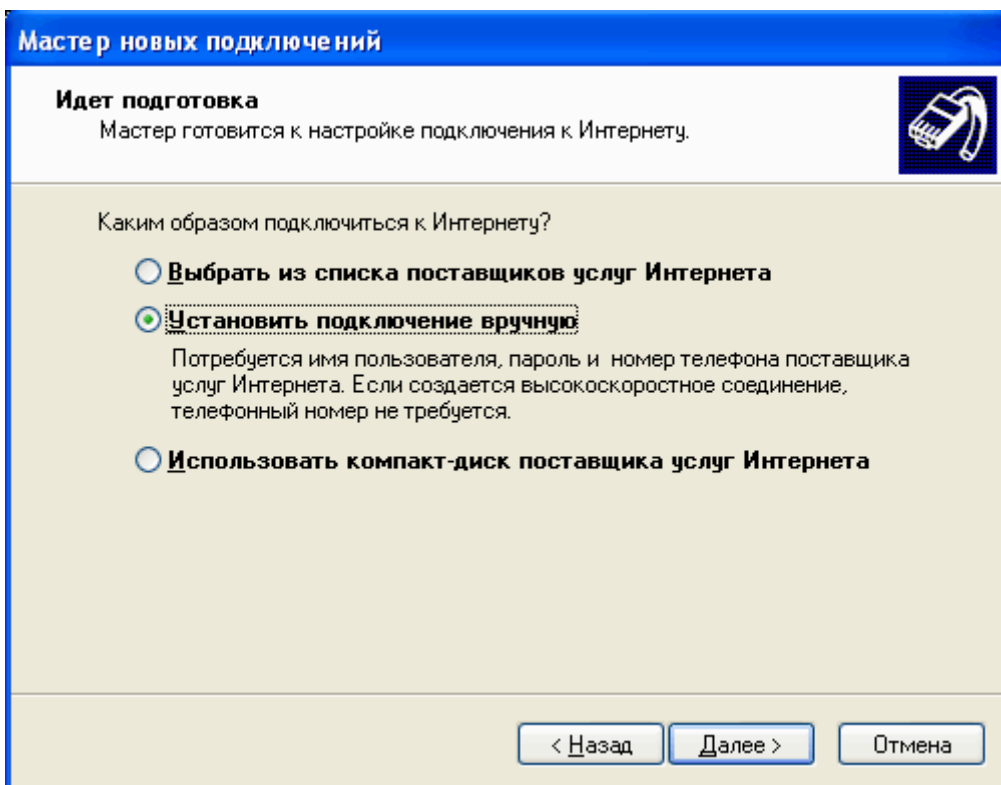 Мастер новых подключений
Идет подготовка
Мастер готовится к настройке подключения к Интернету.
Каким образом подключиться к Интернету?
Выбрать из списка поставщиков услуг Интернета
Установить подключение вручную
Потребуется имя пользователя, пароль и номер телефона поставщика
услуг Интернета. Если создается высокоскоростное соединение,
телефонный номер не требуется.
Использовать компакт-диск поставщика услуг Интернета
< Назад
Далее >
Отмена